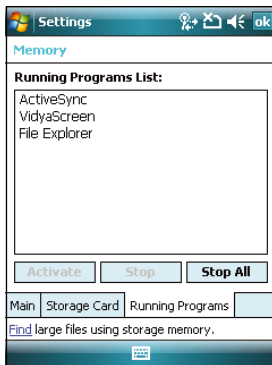 Settings
ok
Memory
Running Programs List:
ActiveSync
VidyaScreen
File Explorer
Activate Stop Stop All
Main Storage Card Running Programs
Find large files using storage memory.